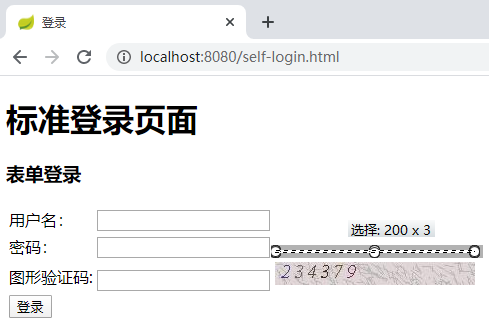 登录
localhost:8080/self-login.html
标准登录页面
表单登录
用户名：
选择: 200 x 3
密码：
图形验证码:
234379
登录